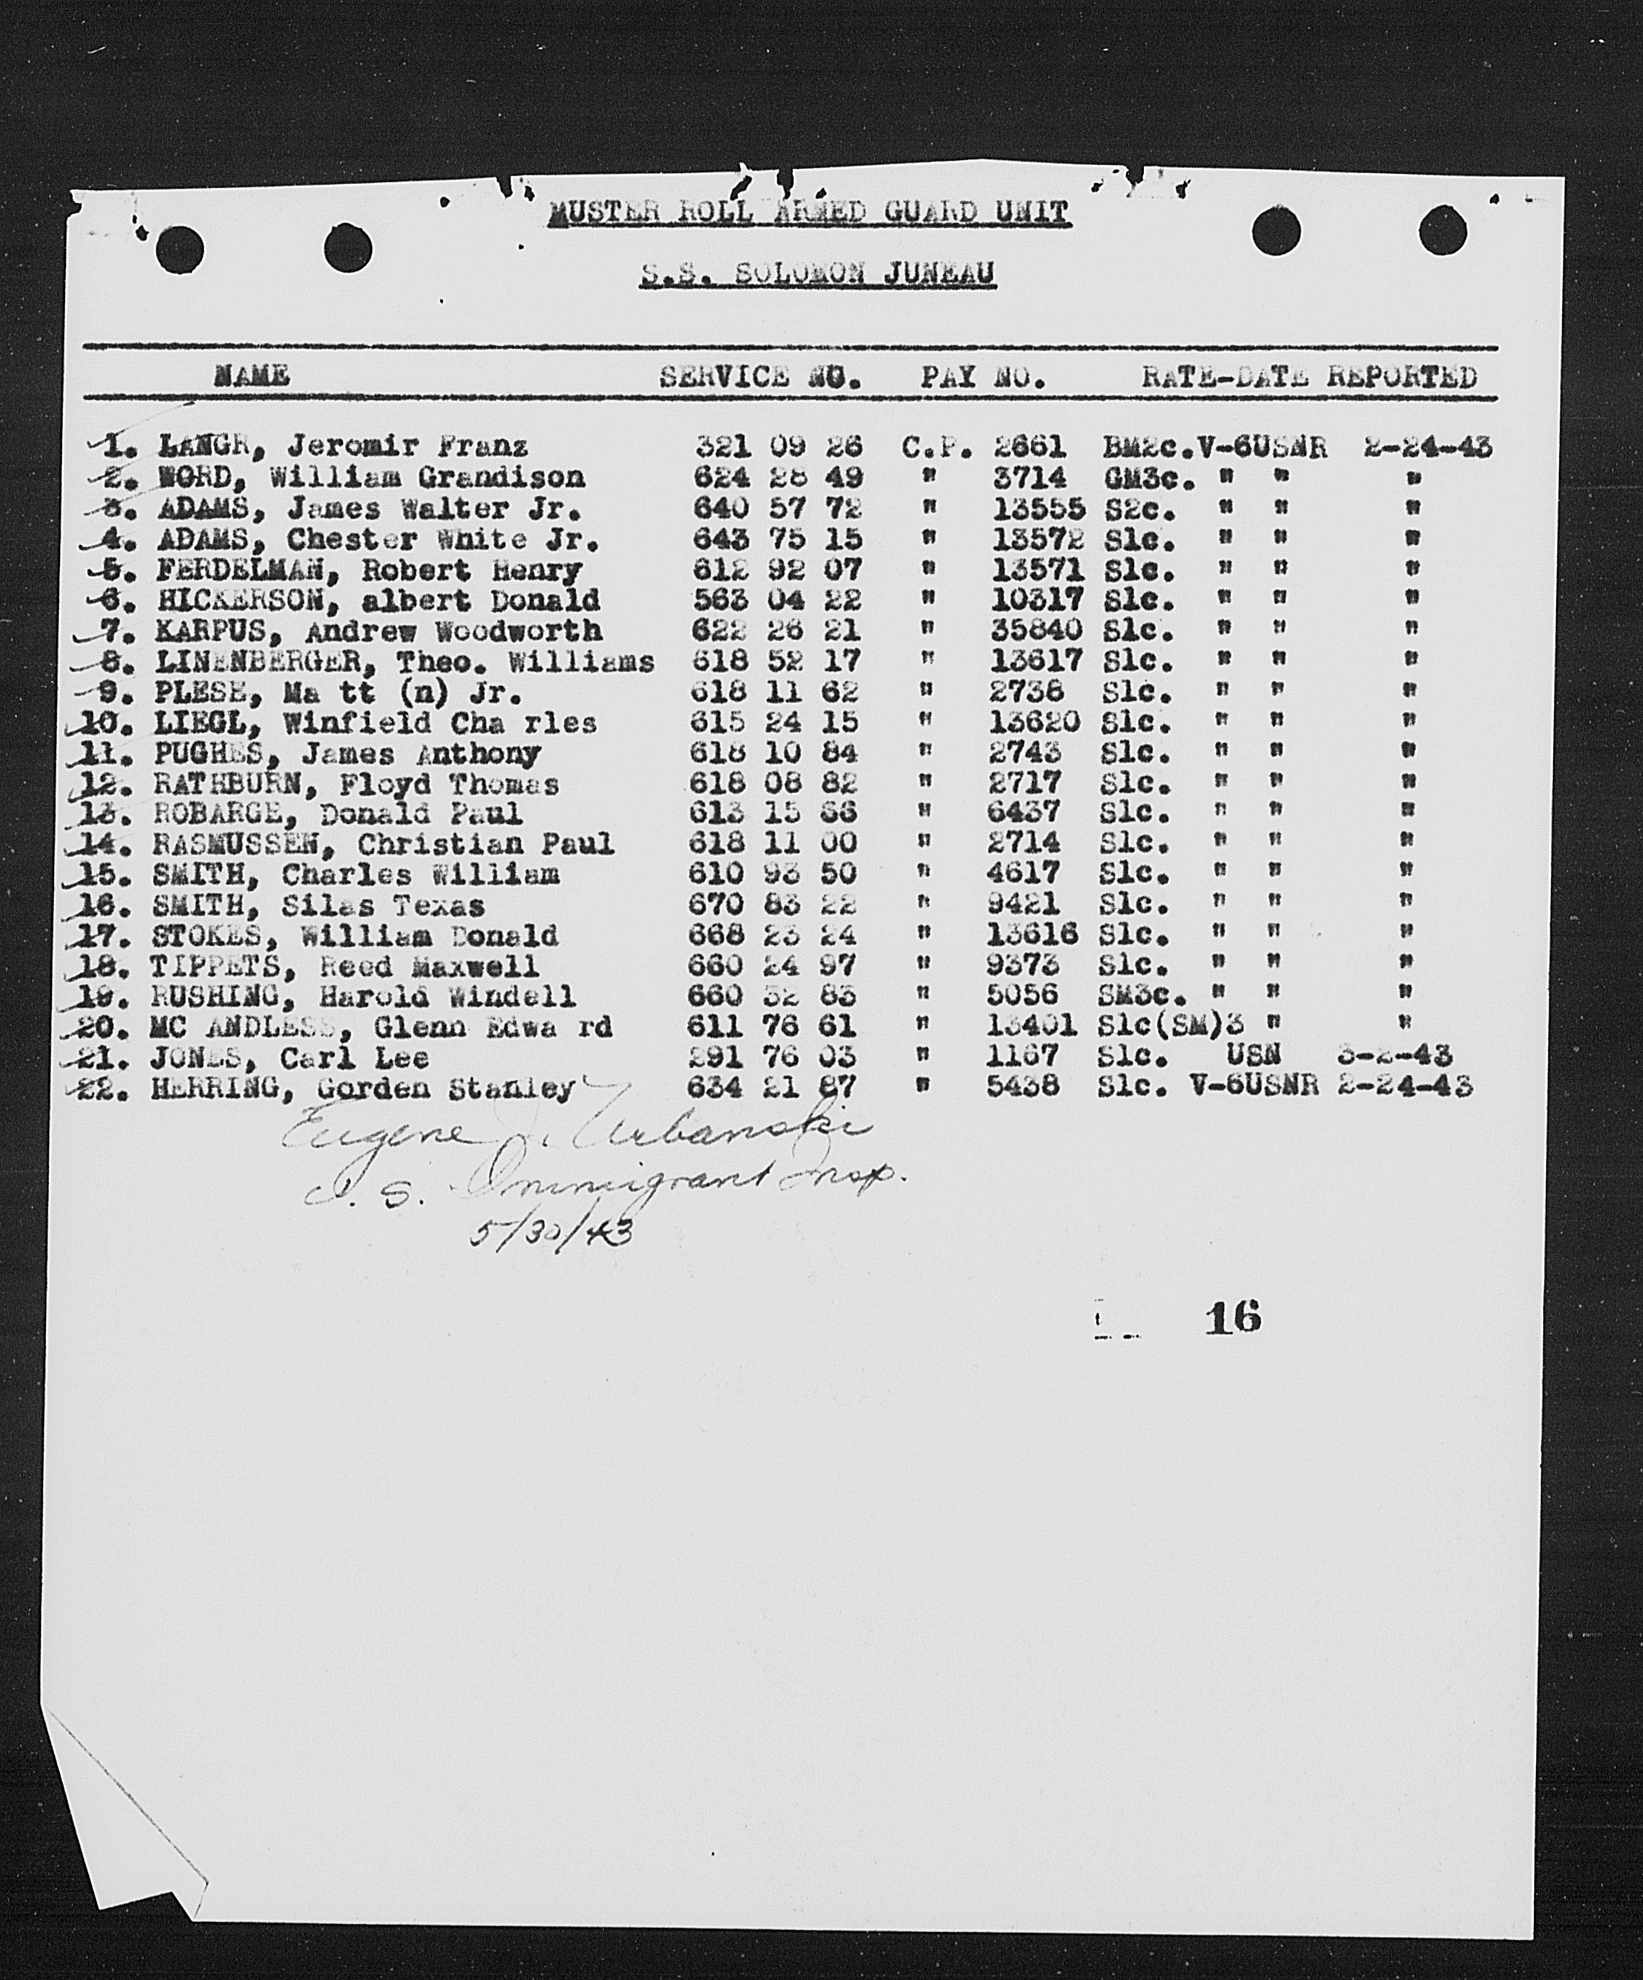 MUSTER ROLL ARMED GUARD UNIT
S.S. SOLOMON JUNEAU
NAME SERVICE NO. PAY NO. RATE-DATE REPORTED
1. LANGR, Jeromir Franz 321 09 26 C.P. 2661 BM2c.V-6USNR 2-24-43
2. WORD, William Grandison 624 28 49 " 3714 GM3c. " " "
3. ADAMS, James Walter Jr. 640 57 72 " 13555 S2c. " " "
4. ADAMS, Chester White Jr. 643 75 15 " 13572 S1c. " " "
5. FERDELMAN, Robert Henry 612 92 07 " 13571 S1c. " " "
6. HICKERSON, albert Donald 563 04 22 " 10317 S1c. " " "
7. KARPUS, Andrew Woodworth 622 26 21 " 35840 S1c. " " "
8. LINENBERGER, Theo. Williams 618 52 17 " 13617 S1c. " " "
9. PLESE, Ma tt (n) Jr. 618 11 62 " 2738 S1c. " " "
10. LIEGL, Winfield Cha rles 615 24 15 " 13620 S1c. " " "
11. PUGHES, James Anthony 618 10 84 " 2743 S1c. " " "
12. RATHBURN, Floyd Thomas 618 08 82 " 2717 S1c. " " "
13. ROBARGE, Donald Paul 613 15 " 6437 S1c. " " "
14. RASMUSSEN, Christian Paul 618 11 00 " 2714 S1c. " " "
15. SMITH, Charles William 610 93 50 " 4617 S1c. " " "
16. SMITH, Silas Texas 670 83 22 " 9421 S1c. " " "
17. STOKES, William Donald 668 23 24 " 13616 S1c. " " "
18. TIPPETS, Reed Maxwell 660 24 97 " 9373 S1c. " " "
19. RUSHING, Harold Windell 660 32 83 " 5056 SM3c. " " "
20. MC ANDLESS, Glenn Edwa rd 611 76 61 " 13401 S1c(SM)3 " "
21. JONES, Carl Lee 291 76 03 " 1167 S1c. USN 3-2-43
22. HERRING, Gorden Stanley 634 21 87 " 5438 S1c. V-6USNR 2-24-43
Eugene J. Urbanski
U. S. Immigrant Insp.
5/30/43
16